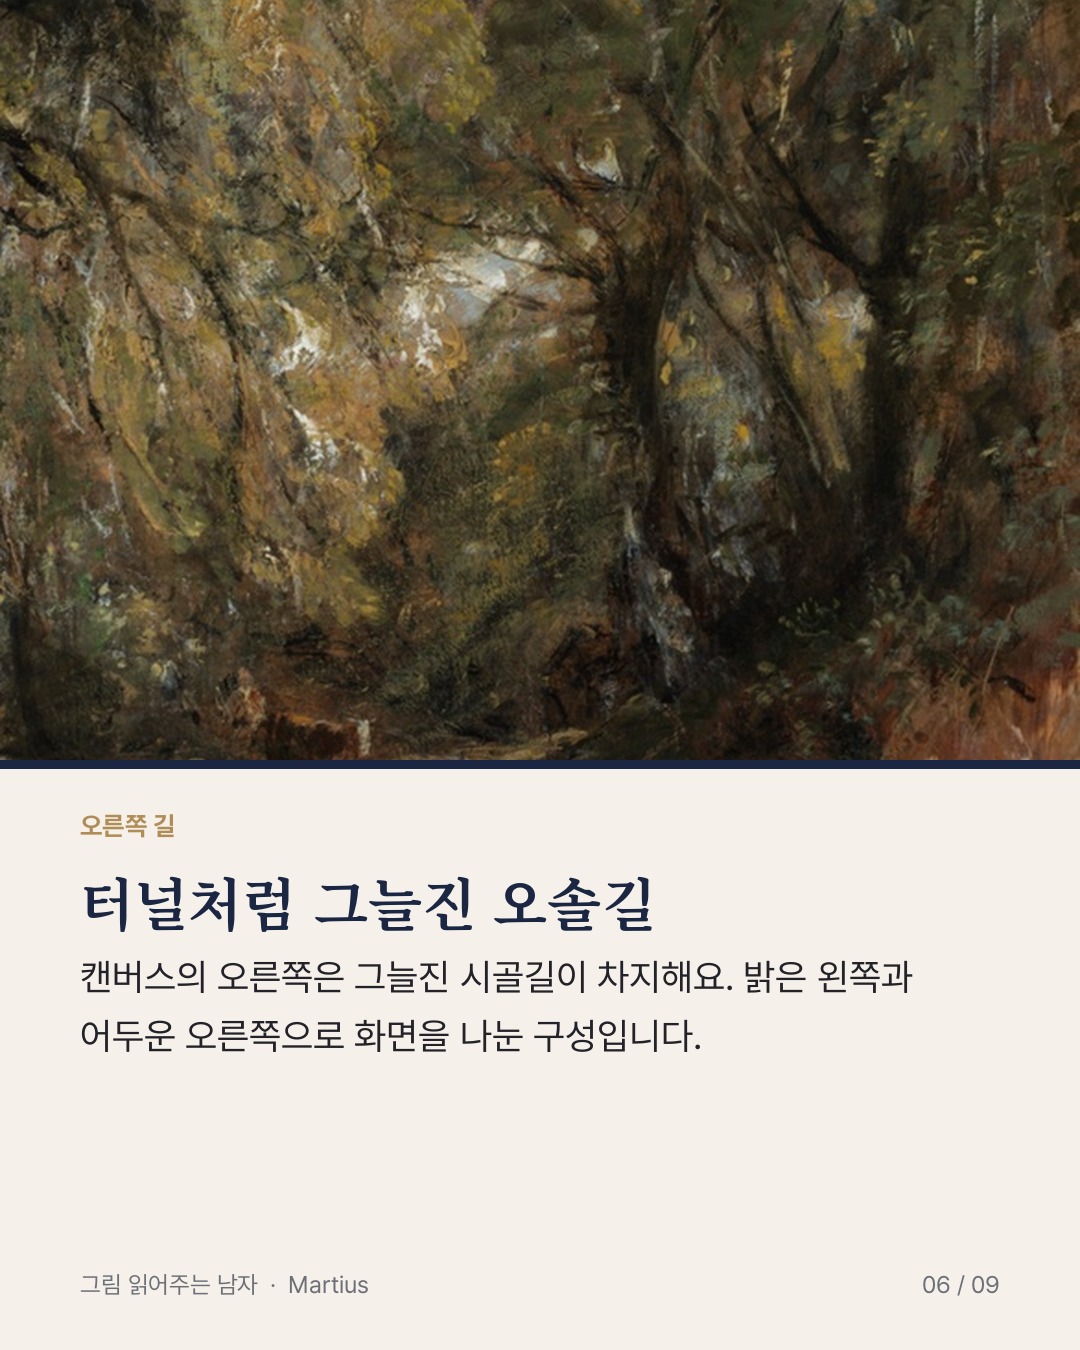 오른쪽 길
터널처럼 그늘진 오솔길
캔버스의 오른쪽은 그늘진 시골길이 차지해요. 밝은 왼쪽과
어두운 오른쪽으로 화면을 나눈 구성입니다.
그림 읽어주는 남자 · Martius
06 / 09